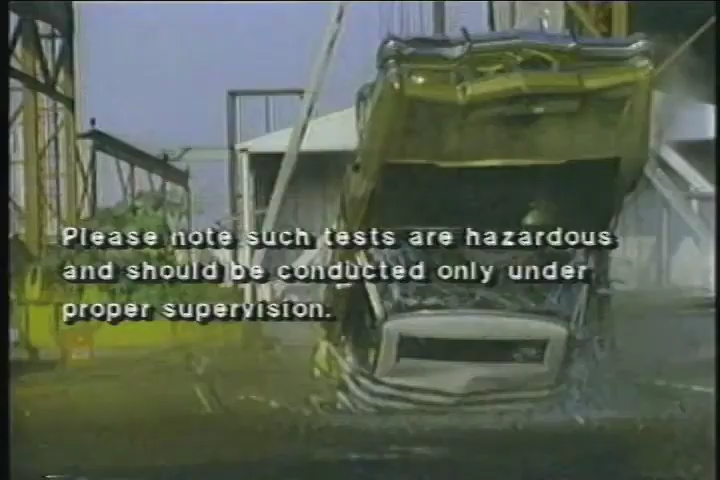 Please note such tests are hazardous
and should be conducted only under
proper supervision.